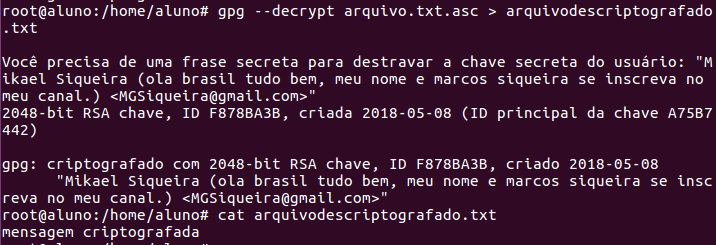 root@aluno:/home/aluno# gpg --decrypt arquivo.txt.asc > arquivodescriptografado
.txt
Você precisa de uma frase secreta para destravar a chave secreta do usuário: "M
ikael Siqueira (ola brasil tudo bem, meu nome e marcos siqueira se inscreva no
meu canal.) <MGSiqueira@gmail.com>"
2048-bit RSA chave, ID F878BA3B, criada 2018-05-08 (ID principal da chave A75B7
442)
gpg: criptografado com 2048-bit RSA chave, ID F878BA3B, criado 2018-05-08
"Mikael Siqueira (ola brasil tudo bem, meu nome e marcos siqueira se insc
reva no meu canal.) <MGSiqueira@gmail.com>"
root@aluno:/home/aluno# cat arquivodescriptografado.txt
mensagem criptografada